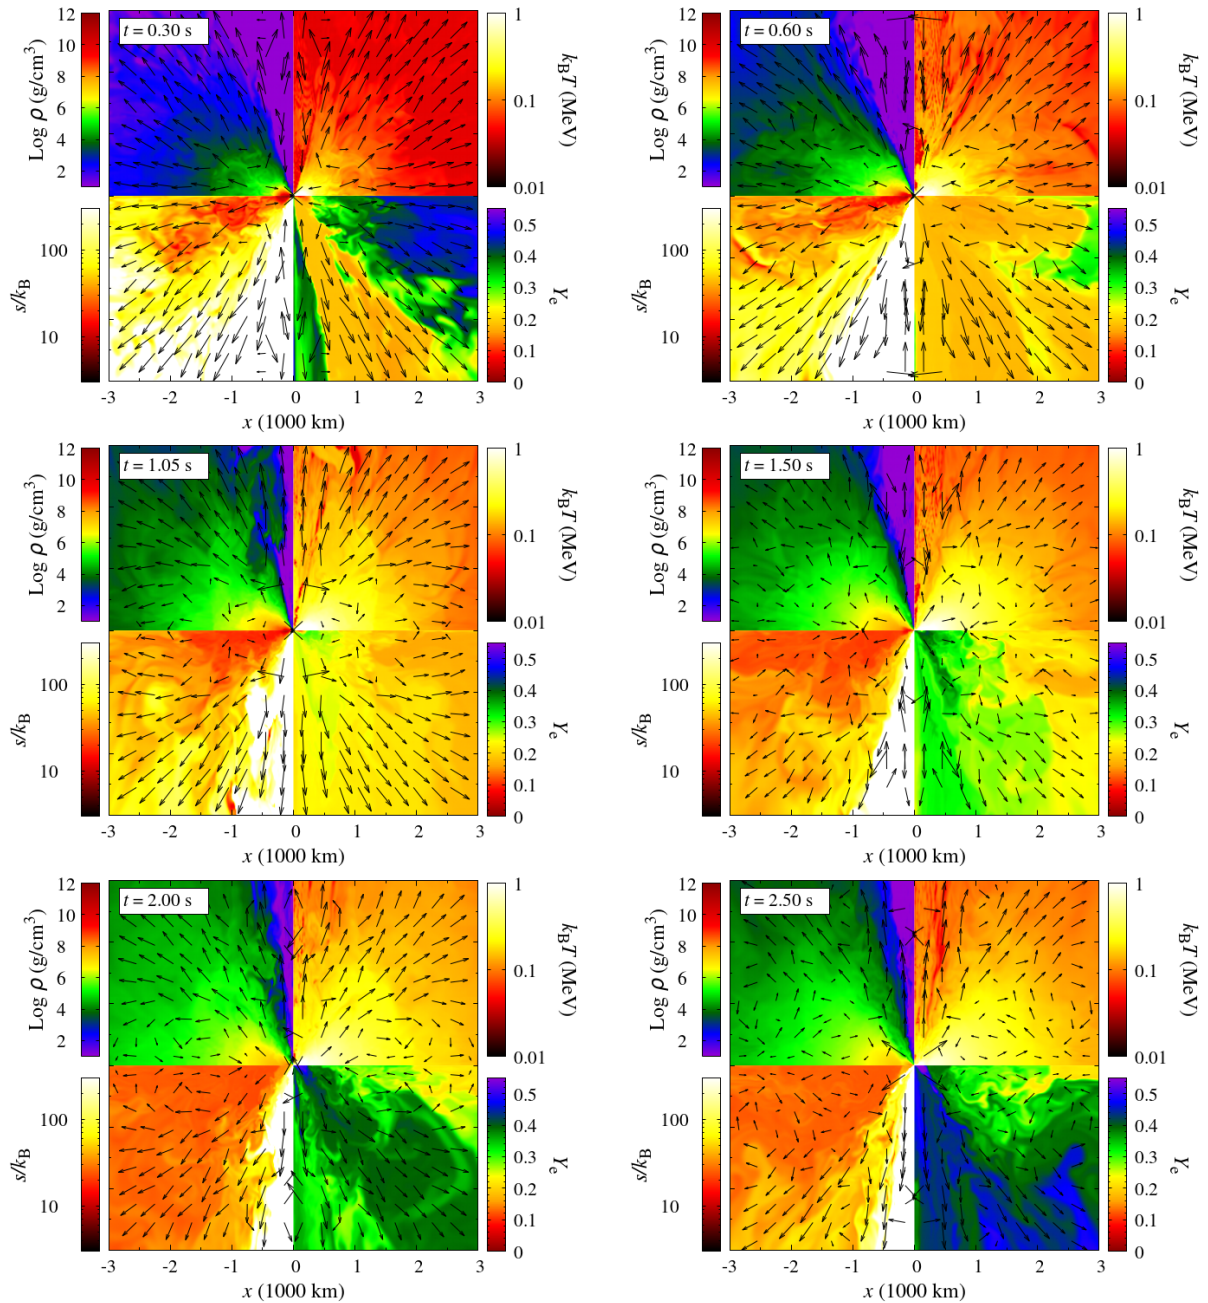 t = 0.30 s
Log ρ (g/cm³)
12
10
8
6
4
2
k_B T (MeV)
1
0.1
0.01
s/k_B
100
10
Y_e
0.5
0.4
0.3
0.2
0.1
0
-3 -2 -1 0 1 2 3
x (1000 km)
t = 0.60 s
Log ρ (g/cm³)
12
10
8
6
4
2
k_B T (MeV)
1
0.1
0.01
s/k_B
100
10
Y_e
0.5
0.4
0.3
0.2
0.1
0
-3 -2 -1 0 1 2 3
x (1000 km)
t = 1.05 s
Log ρ (g/cm³)
12
10
8
6
4
2
k_B T (MeV)
1
0.1
0.01
s/k_B
100
10
Y_e
0.5
0.4
0.3
0.2
0.1
0
-3 -2 -1 0 1 2 3
x (1000 km)
t = 1.50 s
Log ρ (g/cm³)
12
10
8
6
4
2
k_B T (MeV)
1
0.1
0.01
s/k_B
100
10
Y_e
0.5
0.4
0.3
0.2
0.1
0
-3 -2 -1 0 1 2 3
x (1000 km)
t = 2.00 s
Log ρ (g/cm³)
12
10
8
6
4
2
k_B T (MeV)
1
0.1
0.01
s/k_B
100
10
Y_e
0.5
0.4
0.3
0.2
0.1
0
-3 -2 -1 0 1 2 3
x (1000 km)
t = 2.50 s
Log ρ (g/cm³)
12
10
8
6
4
2
k_B T (MeV)
1
0.1
0.01
s/k_B
100
10
Y_e
0.5
0.4
0.3
0.2
0.1
0
-3 -2 -1 0 1 2 3
x (1000 km)